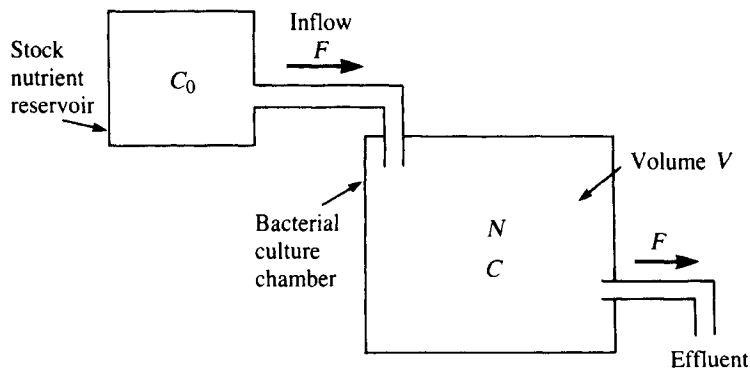 Inflow
F
Stock
nutrient
reservoir
C₀
Volume V
Bacterial
culture
chamber
N
C
F
Effluent